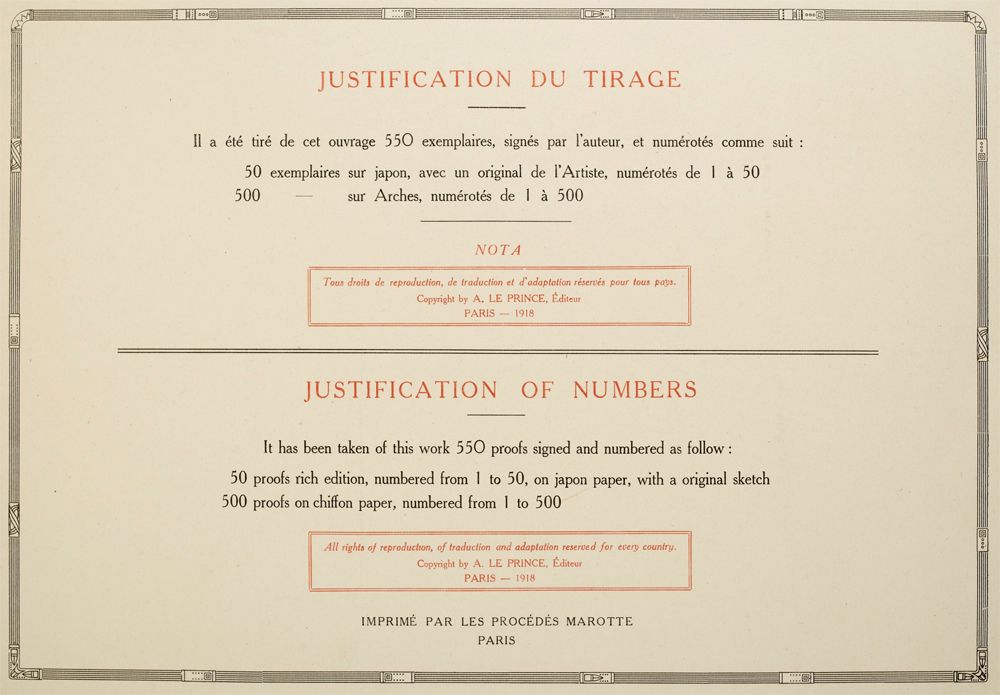 JUSTIFICATION DU TIRAGE
Il a été tiré de cet ouvrage 550 exemplaires, signés par l'auteur, et numérotés comme suit :
50 exemplaires sur japon, avec un original de l'Artiste, numérotés de 1 à 50
500 — sur Arches, numérotés de 1 à 500
NOTA
Tous droits de reproduction, de traduction et d'adaptation réservés pour tous pays.
Copyright by A. LE PRINCE, Éditeur
PARIS — 1918
JUSTIFICATION OF NUMBERS
It has been taken of this work 550 proofs signed and numbered as follow :
50 proofs rich edition, numbered from 1 to 50, on japon paper, with a original sketch
500 proofs on chiffon paper, numbered from 1 to 500
All rights of reproduction, of traduction and adaptation reserved for every country.
Copyright by A. LE PRINCE, Éditeur
PARIS — 1918
IMPRIMÉ PAR LES PROCÉDÉS MAROTTE
PARIS